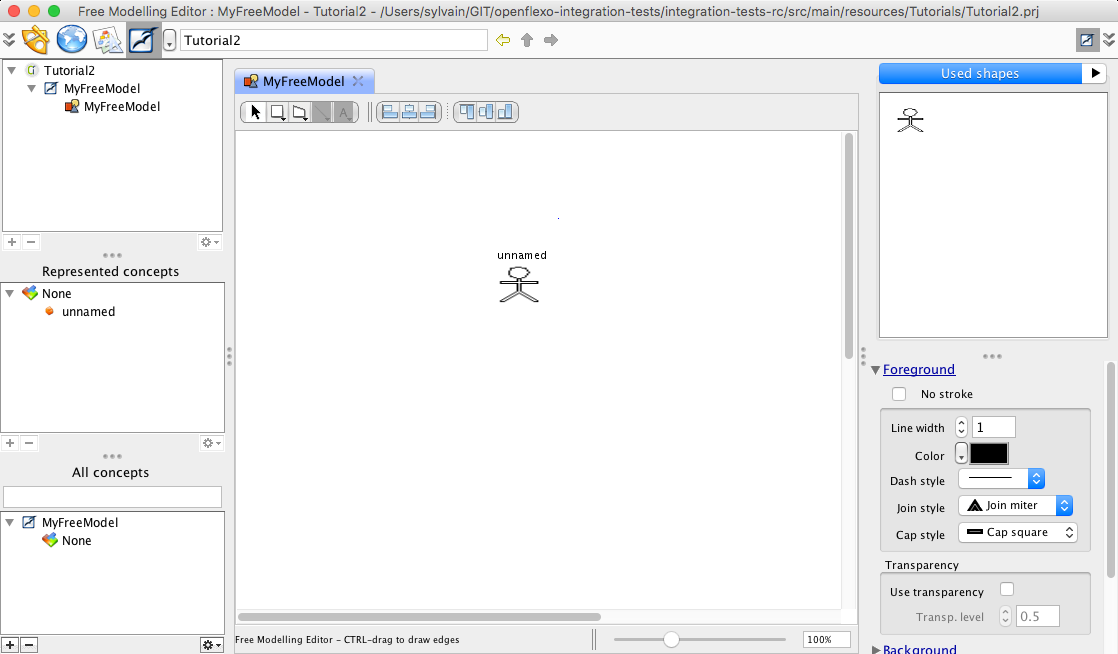 Free Modelling Editor : MyFreeModel - Tutorial2 - /Users/sylvain/GIT/openflexo-integration-tests/integration-tests-rc/src/main/resources/Tutorials/Tutorial2.prj
Tutorial2
Tutorial2
MyFreeModel
MyFreeModel
Represented concepts
None
unnamed
All concepts
MyFreeModel
None
MyFreeModel
A
unnamed
Free Modelling Editor - CTRL-drag to draw edges
100%
Used shapes
Foreground
No stroke
Line width 1
Color
Dash style
Join style Join miter
Cap style Cap square
Transparency
Use transparency
Transp. level 0.5
Background